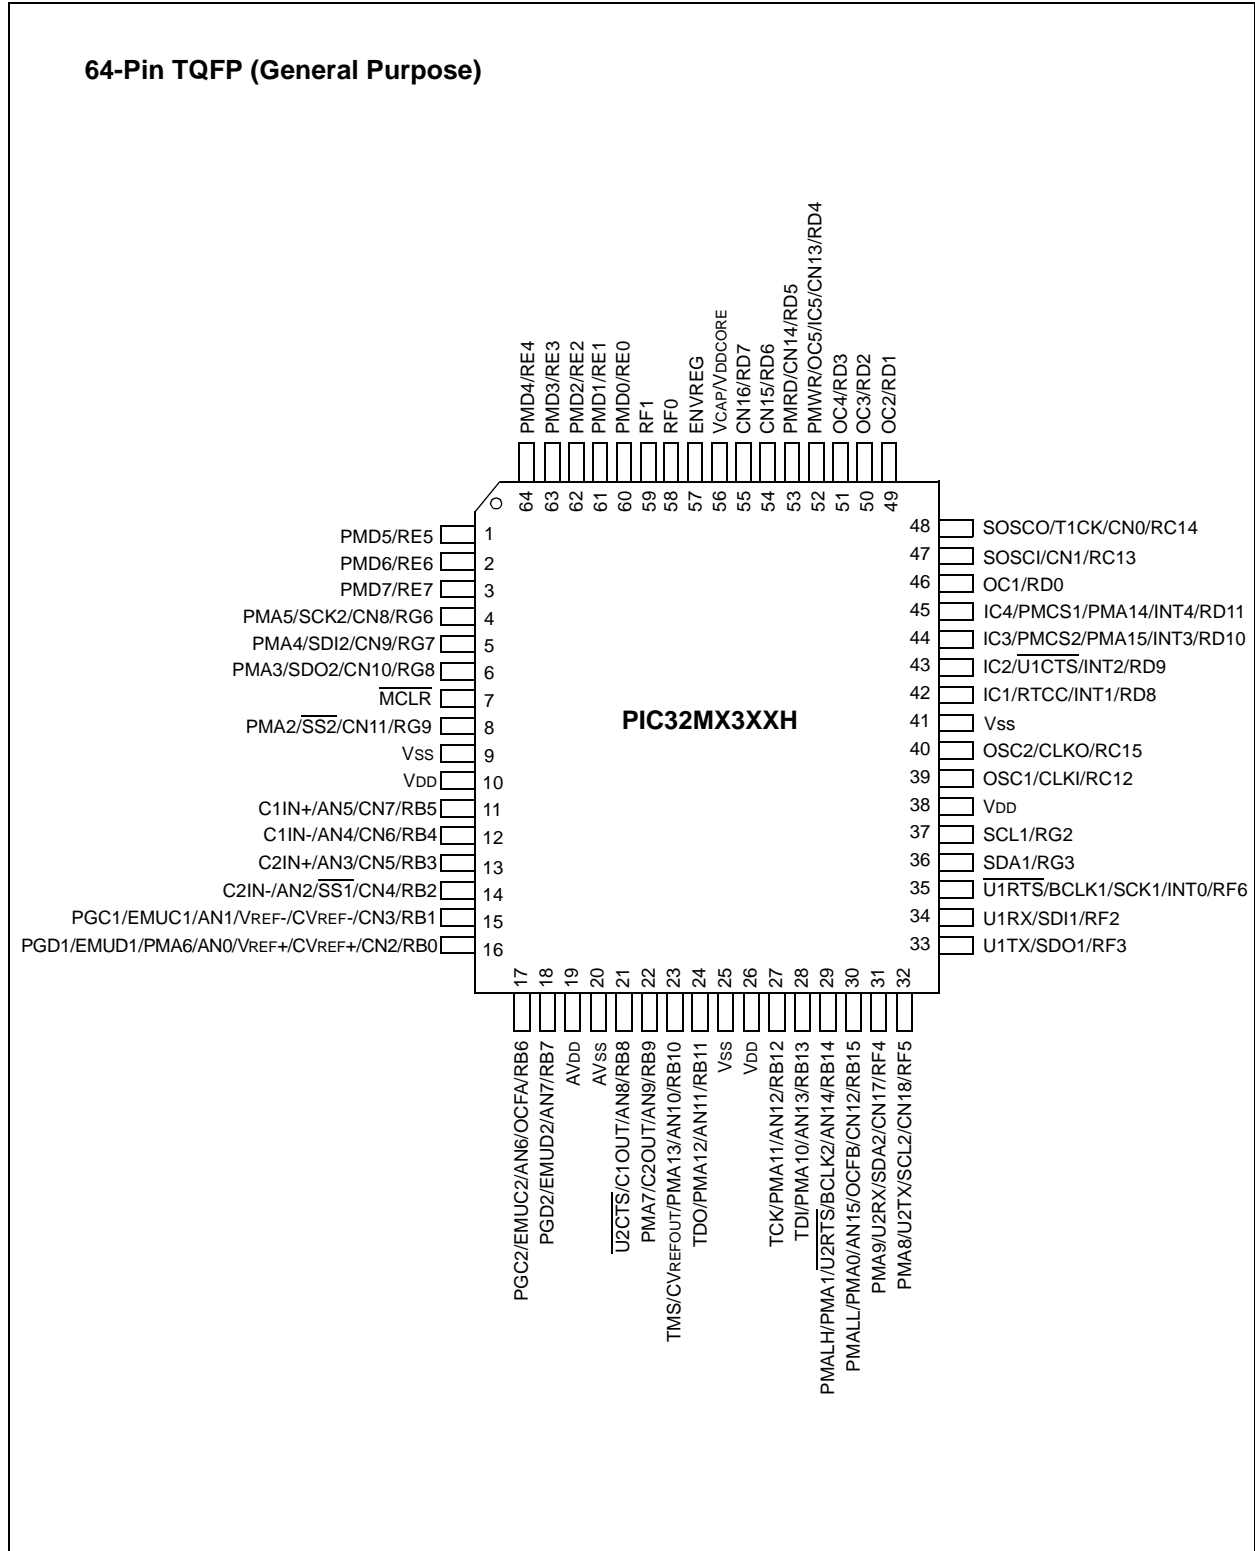 64-Pin TQFP (General Purpose)
PMD4/RE4
PMD3/RE3
PMD2/RE2
PMD1/RE1
PMD0/RE0
RF1
RF0
ENVREG
VCAP/VDDCORE
CN16/RD7
CN15/RD6
PMRD/CN14/RD5
PMWR/OC5/IC5/CN13/RD4
OC4/RD3
OC3/RD2
OC2/RD1
64
63
62
61
60
59
58
57
56
55
54
53
52
51
50
49
PMD5/RE5 1
PMD6/RE6 2
PMD7/RE7 3
PMA5/SCK2/CN8/RG6 4
PMA4/SDI2/CN9/RG7 5
PMA3/SDO2/CN10/RG8 6
MCLR 7
PMA2/SS2/CN11/RG9 8
VSS 9
VDD 10
C1IN+/AN5/CN7/RB5 11
C1IN-/AN4/CN6/RB4 12
C2IN+/AN3/CN5/RB3 13
C2IN-/AN2/SS1/CN4/RB2 14
PGC1/EMUC1/AN1/VREF-/CVREF-/CN3/RB1 15
PGD1/EMUD1/PMA6/AN0/VREF+/CVREF+/CN2/RB0 16
PIC32MX3XXH
48 SOSCO/T1CK/CN0/RC14
47 SOSCI/CN1/RC13
46 OC1/RD0
45 IC4/PMCS1/PMA14/INT4/RD11
44 IC3/PMCS2/PMA15/INT3/RD10
43 IC2/U1CTS/INT2/RD9
42 IC1/RTCC/INT1/RD8
41 Vss
40 OSC2/CLKO/RC15
39 OSC1/CLKI/RC12
38 VDD
37 SCL1/RG2
36 SDA1/RG3
35 U1RTS/BCLK1/SCK1/INT0/RF6
34 U1RX/SDI1/RF2
33 U1TX/SDO1/RF3
17
18
19
20
21
22
23
24
25
26
27
28
29
30
31
32
PGC2/EMUC2/AN6/OCFA/RB6
PGD2/EMUD2/AN7/RB7
AVDD
AVSS
U2CTS/C1OUT/AN8/RB8
PMA7/C2OUT/AN9/RB9
TMS/CVREFOUT/PMA13/AN10/RB10
TDO/PMA12/AN11/RB11
VSS
VDD
TCK/PMA11/AN12/RB12
TDI/PMA10/AN13/RB13
PMALH/PMA1/U2RTS/BCLK2/AN14/RB14
PMALL/PMA0/AN15/OCFB/CN12/RB15
PMA9/U2RX/SDA2/CN17/RF4
PMA8/U2TX/SCL2/CN18/RF5